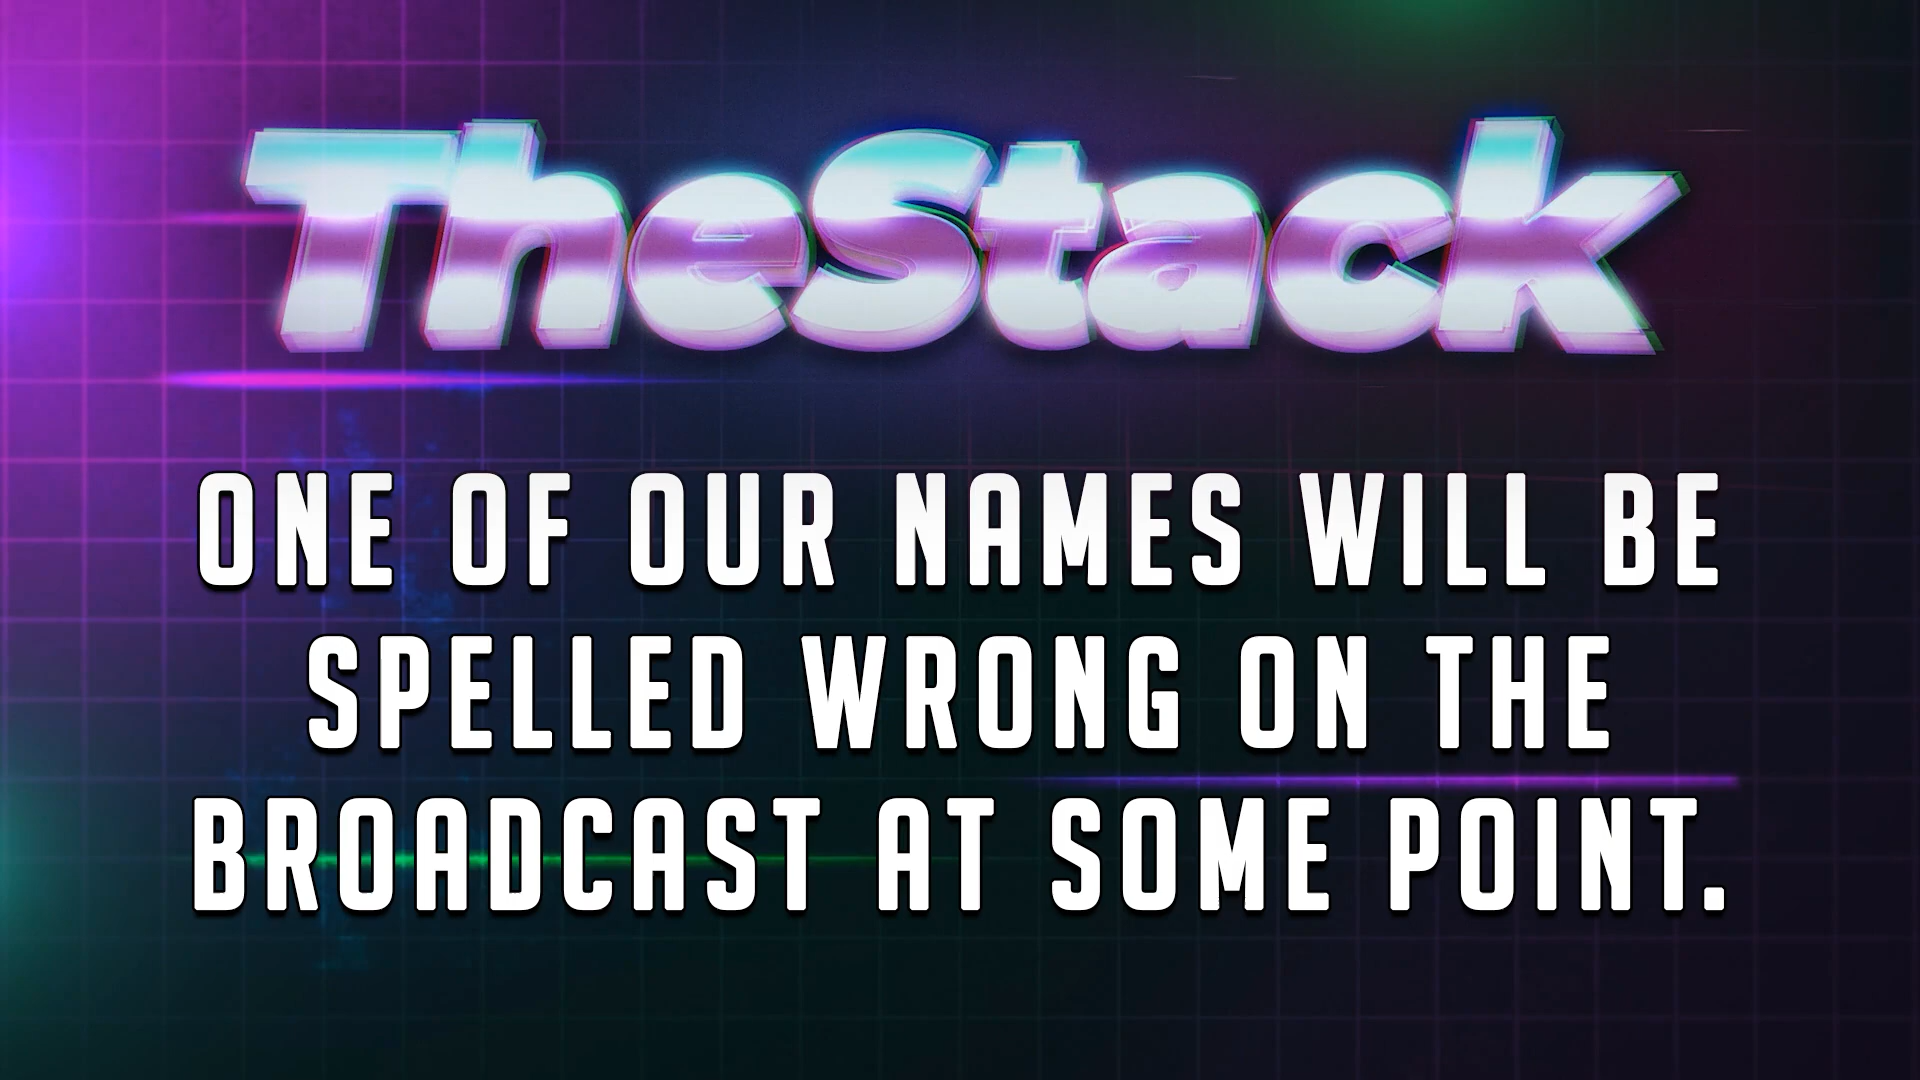 TheStack
ONE OF OUR NAMES WILL BE
SPELLED WRONG ON THE
BROADCAST AT SOME POINT.